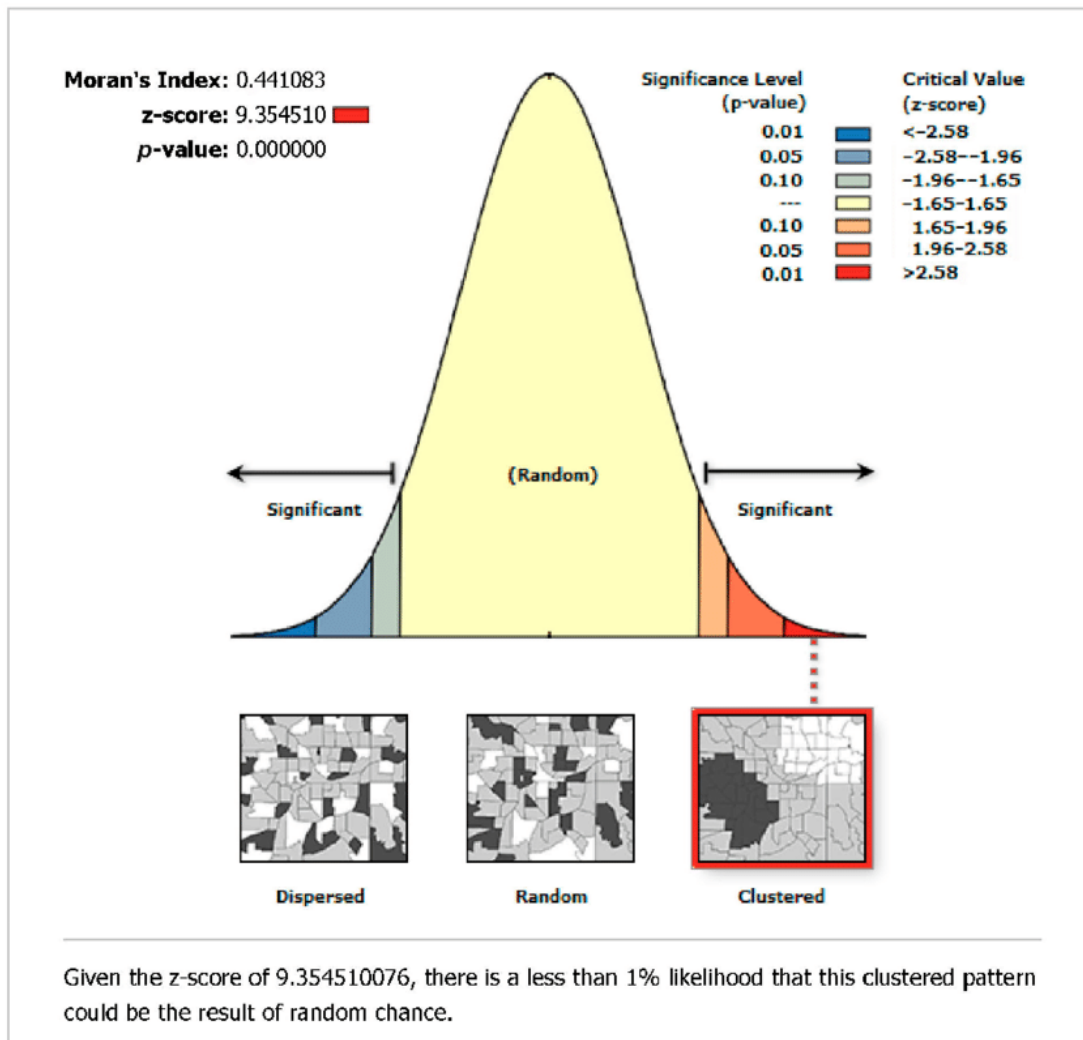 Moran's Index: 0.441083
z-score: 9.354510
p-value: 0.000000
Significance Level
(p-value)
Critical Value
(z-score)
0.01 <-2.58
0.05 -2.58--1.96
0.10 -1.96--1.65
--- -1.65-1.65
0.10 1.65-1.96
0.05 1.96-2.58
0.01 >2.58
(Random)
Significant
Significant
Dispersed
Random
Clustered
Given the z-score of 9.354510076, there is a less than 1% likelihood that this clustered pattern
could be the result of random chance.